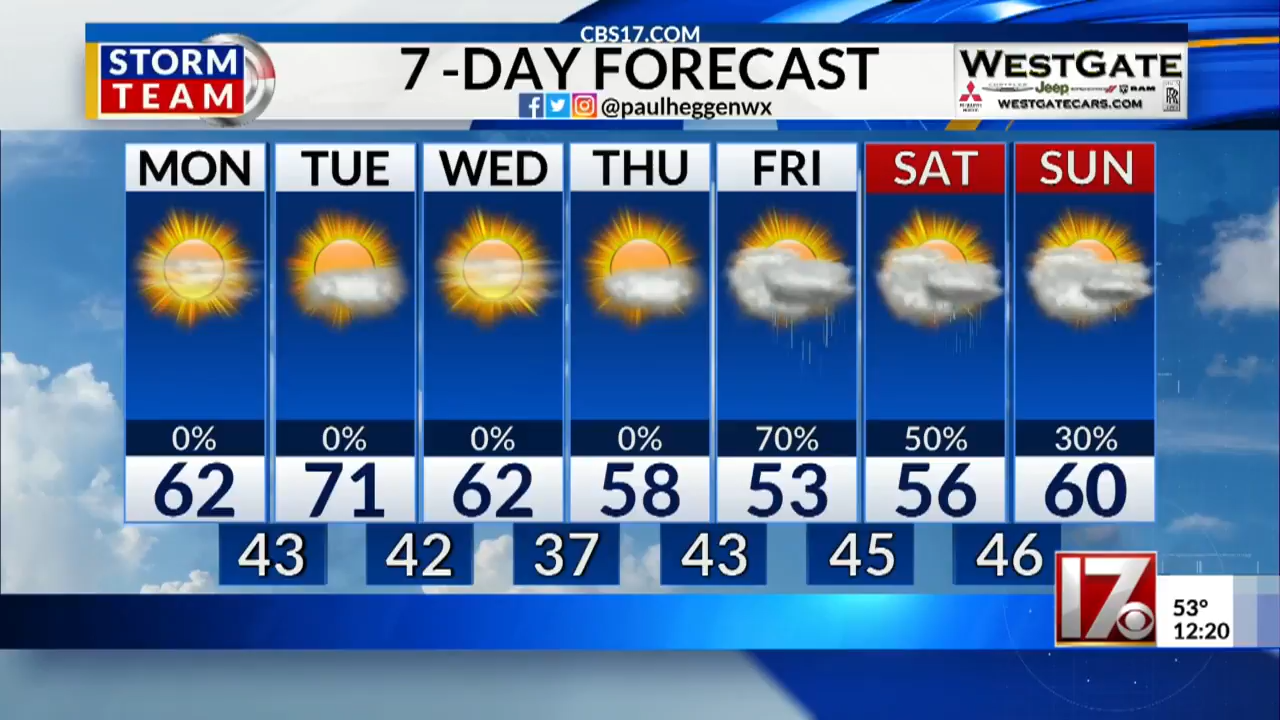 CBS17.COM
STORM
TEAM
7 -DAY FORECAST
@paulheggenwx
WESTGATE
Jeep
RAM
WESTGATECARS.COM
MON TUE WED THU FRI SAT SUN
0% 0% 0% 0% 70% 50% 30%
62 71 62 58 53 56 60
43 42 37 43 45 46
17
53°
12:20